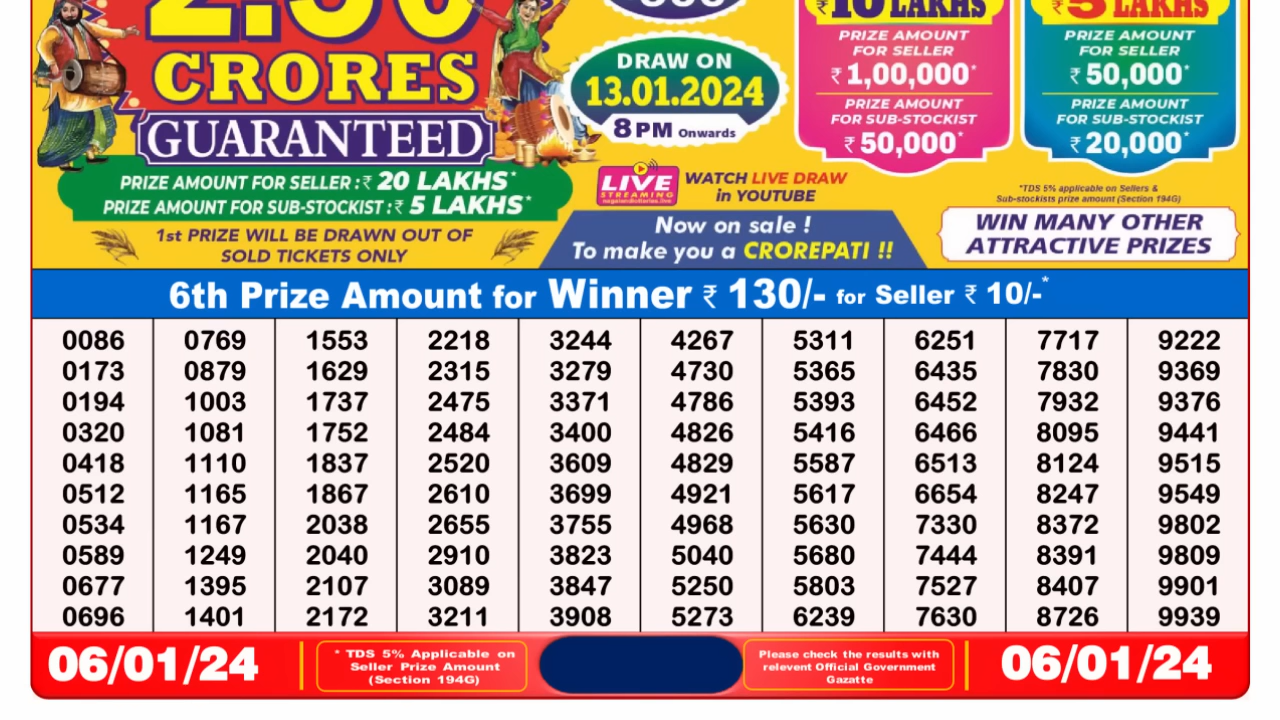 2.50
CRORES
GUARANTEED
PRIZE AMOUNT FOR SELLER :₹ 20 LAKHS*
PRIZE AMOUNT FOR SUB-STOCKIST :₹ 5 LAKHS*
1st PRIZE WILL BE DRAWN OUT OF
SOLD TICKETS ONLY
DRAW ON
13.01.2024
8PM Onwards
LIVE
STREAMING
nagalandlotteries.live
WATCH LIVE DRAW
in YOUTUBE
Now on sale !
To make you a CROREPATI !!
₹10 LAKHS
PRIZE AMOUNT
FOR SELLER
₹ 1,00,000*
PRIZE AMOUNT
FOR SUB-STOCKIST
₹ 50,000*
₹5 LAKHS
PRIZE AMOUNT
FOR SELLER
₹ 50,000*
PRIZE AMOUNT
FOR SUB-STOCKIST
₹ 20,000*
*TDS 5% applicable on Sellers &
Sub-stockists prize amount (Section 194G)
WIN MANY OTHER
ATTRACTIVE PRIZES
6th Prize Amount for Winner ₹ 130/- for Seller ₹ 10/-*
0086 0769 1553 2218 3244 4267 5311 6251 7717 9222
0173 0879 1629 2315 3279 4730 5365 6435 7830 9369
0194 1003 1737 2475 3371 4786 5393 6452 7932 9376
0320 1081 1752 2484 3400 4826 5416 6466 8095 9441
0418 1110 1837 2520 3609 4829 5587 6513 8124 9515
0512 1165 1867 2610 3699 4921 5617 6654 8247 9549
0534 1167 2038 2655 3755 4968 5630 7330 8372 9802
0589 1249 2040 2910 3823 5040 5680 7444 8391 9809
0677 1395 2107 3089 3847 5250 5803 7527 8407 9901
0696 1401 2172 3211 3908 5273 6239 7630 8726 9939
06/01/24
* TDS 5% Applicable on
Seller Prize Amount
(Section 194G)
Please check the results with
relevent Official Government
Gazatte
06/01/24